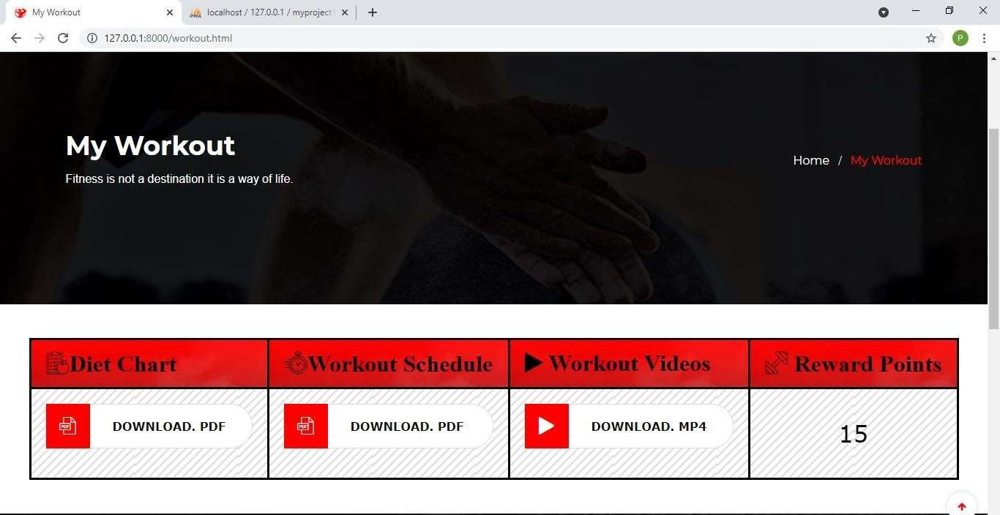 My Workout
localhost / 127.0.0.1 / myproject
127.0.0.1:8000/workout.html
P
My Workout
Fitness is not a destination it is a way of life.
Home / My Workout
Diet Chart Workout Schedule Workout Videos Reward Points
PDF DOWNLOAD. PDF PDF DOWNLOAD. PDF DOWNLOAD. MP4 15